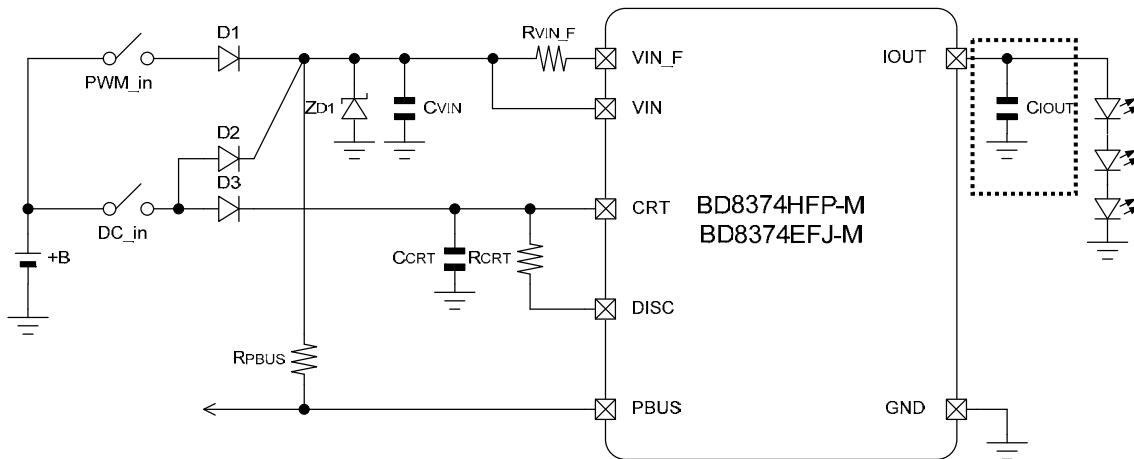 D1
RVIN_F
VIN_F
IOUT
PWM_in
ZD1
CVIN
VIN
CIOUT
D2
D3
CRT
BD8374HFP-M
BD8374EFJ-M
DC_in
+B
CCRT
RCRT
DISC
RPBUS
PBUS
GND